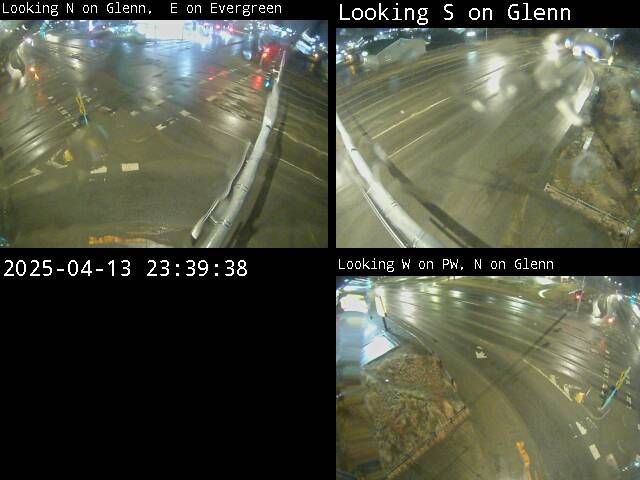 Looking N on Glenn,  E on Evergreen
Looking S on Glenn
2025-04-13 23:39:38
Looking W on PW, N on Glenn